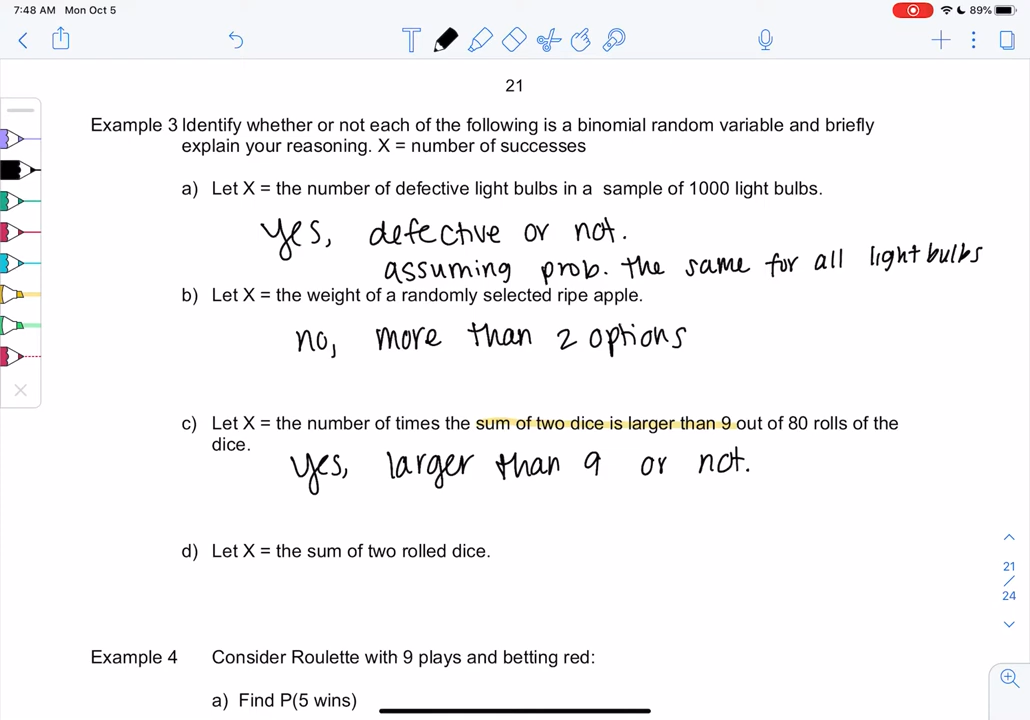 7:48 AM Mon Oct 5
89%
21
Example 3 Identify whether or not each of the following is a binomial random variable and briefly
explain your reasoning. X = number of successes
a) Let X = the number of defective light bulbs in a sample of 1000 light bulbs.
yes, defective or not.
assuming prob. the same for all lightbulbs
b) Let X = the weight of a randomly selected ripe apple.
no, more than 2 options
c) Let X = the number of times the sum of two dice is larger than 9 out of 80 rolls of the
dice.
yes, larger than 9 or not.
d) Let X = the sum of two rolled dice.
21
/
24
Example 4 Consider Roulette with 9 plays and betting red:
a) Find P(5 wins)